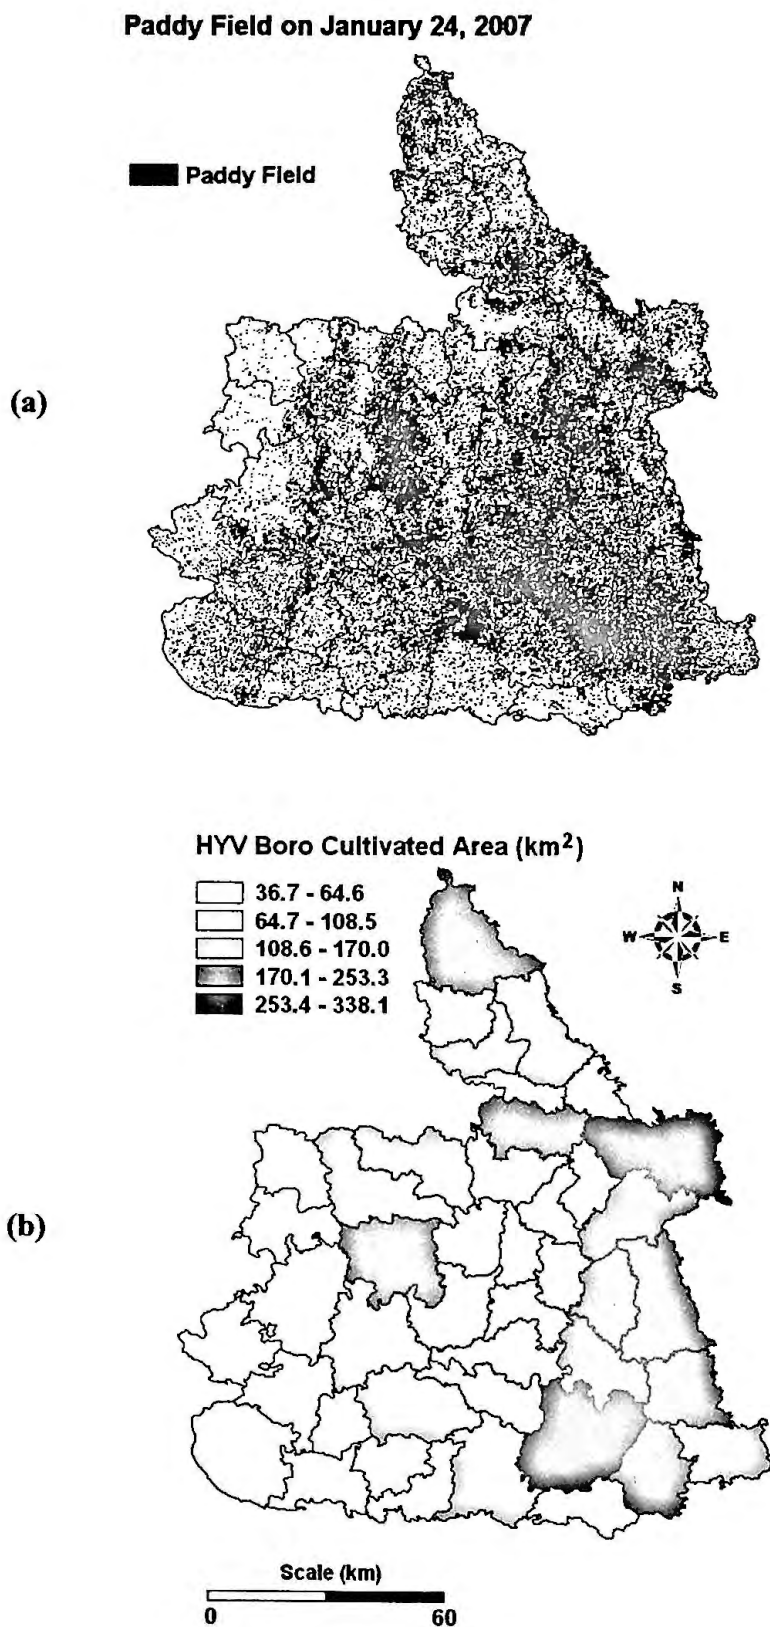 Paddy Field on January 24, 2007
Paddy Field
(a)
HYV Boro Cultivated Area (km²)
36.7 - 64.6
64.7 - 108.5
108.6 - 170.0
170.1 - 253.3
253.4 - 338.1
N
W E
S
(b)
Scale (km)
0 60